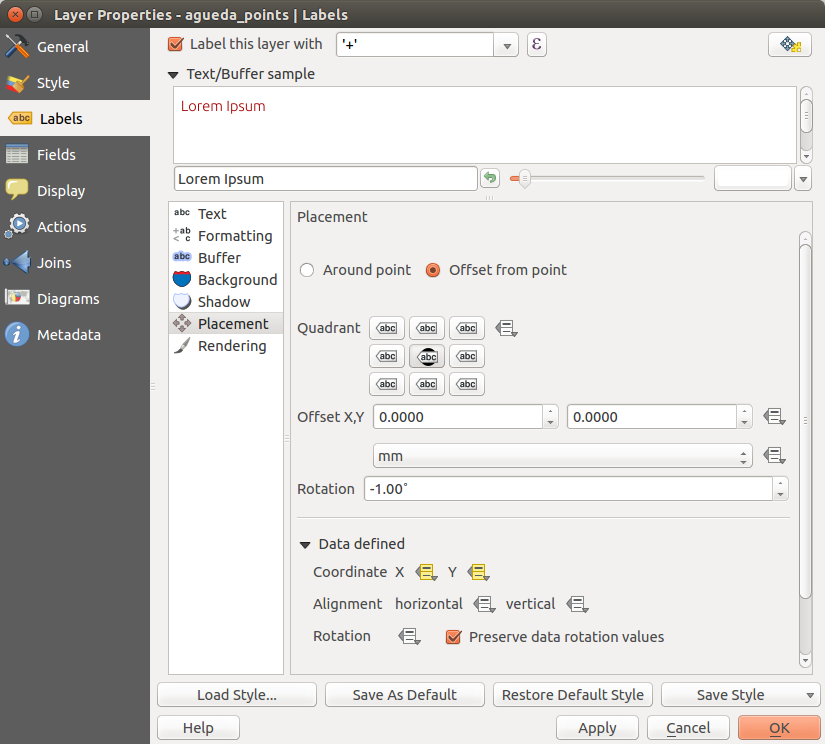 Layer Properties - agueda_points | Labels
General
Style
abc Labels
Fields
Display
Actions
Joins
Diagrams
Metadata
Label this layer with '+' ε
Text/Buffer sample
Lorem Ipsum
Lorem Ipsum
abc Text
+ab < c Formatting
abc Buffer
Background
Shadow
Placement
Rendering
Placement
Around point Offset from point
Quadrant abc abc abc
abc abc abc
abc abc abc
Offset X,Y 0.0000 0.0000
mm
Rotation -1.00°
Data defined
Coordinate X Y
Alignment horizontal vertical
Rotation Preserve data rotation values
Load Style... Save As Default Restore Default Style Save Style
Help Apply Cancel OK